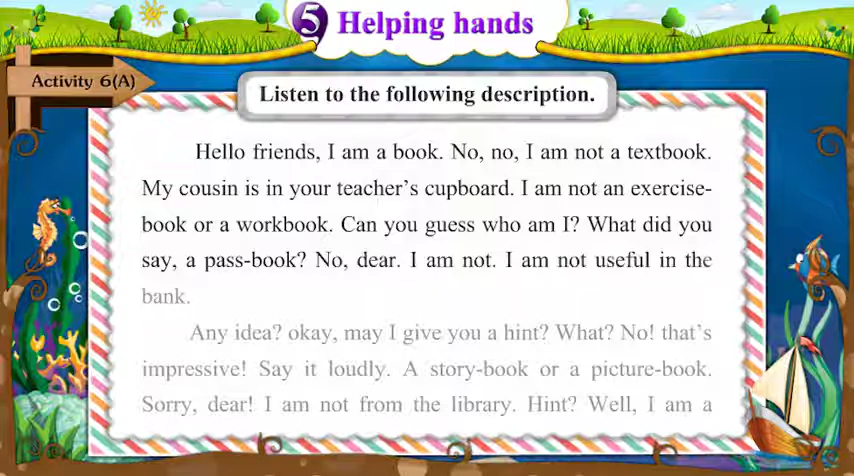 5 Helping hands
Activity 6(A)
Listen to the following description.
Hello friends, I am a book. No, no, I am not a textbook.
My cousin is in your teacher's cupboard. I am not an exercise-
book or a workbook. Can you guess who am I? What did you
say, a pass-book? No, dear. I am not. I am not useful in the
bank.
Any idea? okay, may I give you a hint? What? No! that's
impressive! Say it loudly. A story-book or a picture-book.
Sorry, dear! I am not from the library. Hint? Well, I am a